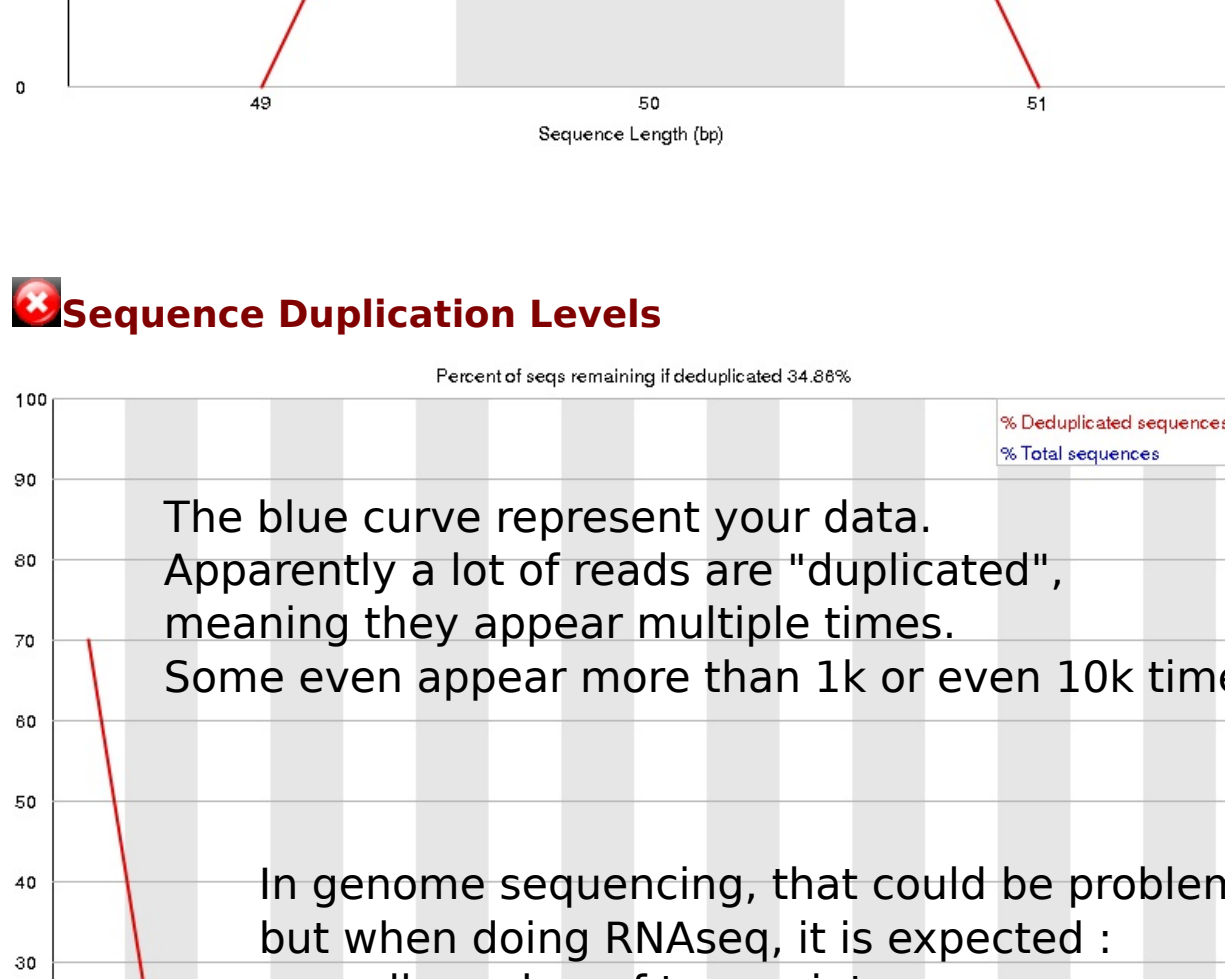 0
49 50 51
Sequence Length (bp)
Sequence Duplication Levels
Percent of seqs remaining if deduplicated 34.86%
100
% Deduplicated sequences
% Total sequences
90
The blue curve represent your data.
80
Apparently a lot of reads are "duplicated",
meaning they appear multiple times.
70
Some even appear more than 1k or even 10k time
60
50
40
In genome sequencing, that could be problem
but when doing RNAseq, it is expected :
30